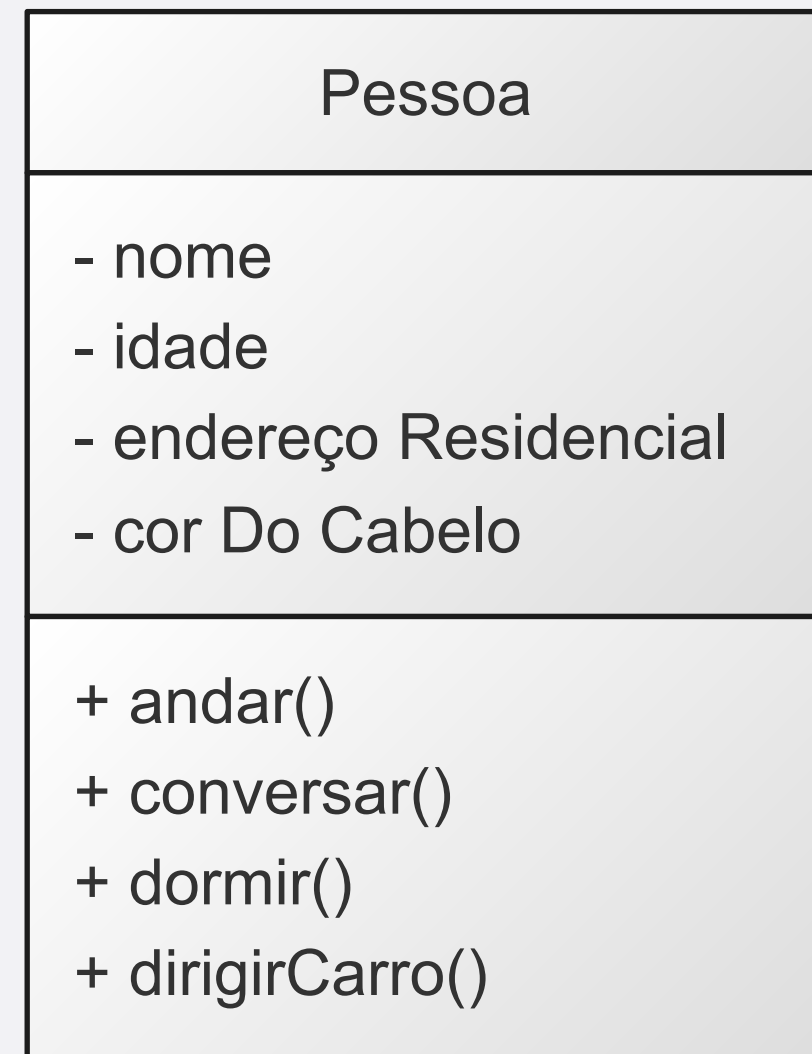 Pessoa
- nome
- idade
- endereço Residencial
- cor Do Cabelo
+ andar()
+ conversar()
+ dormir()
+ dirigirCarro()